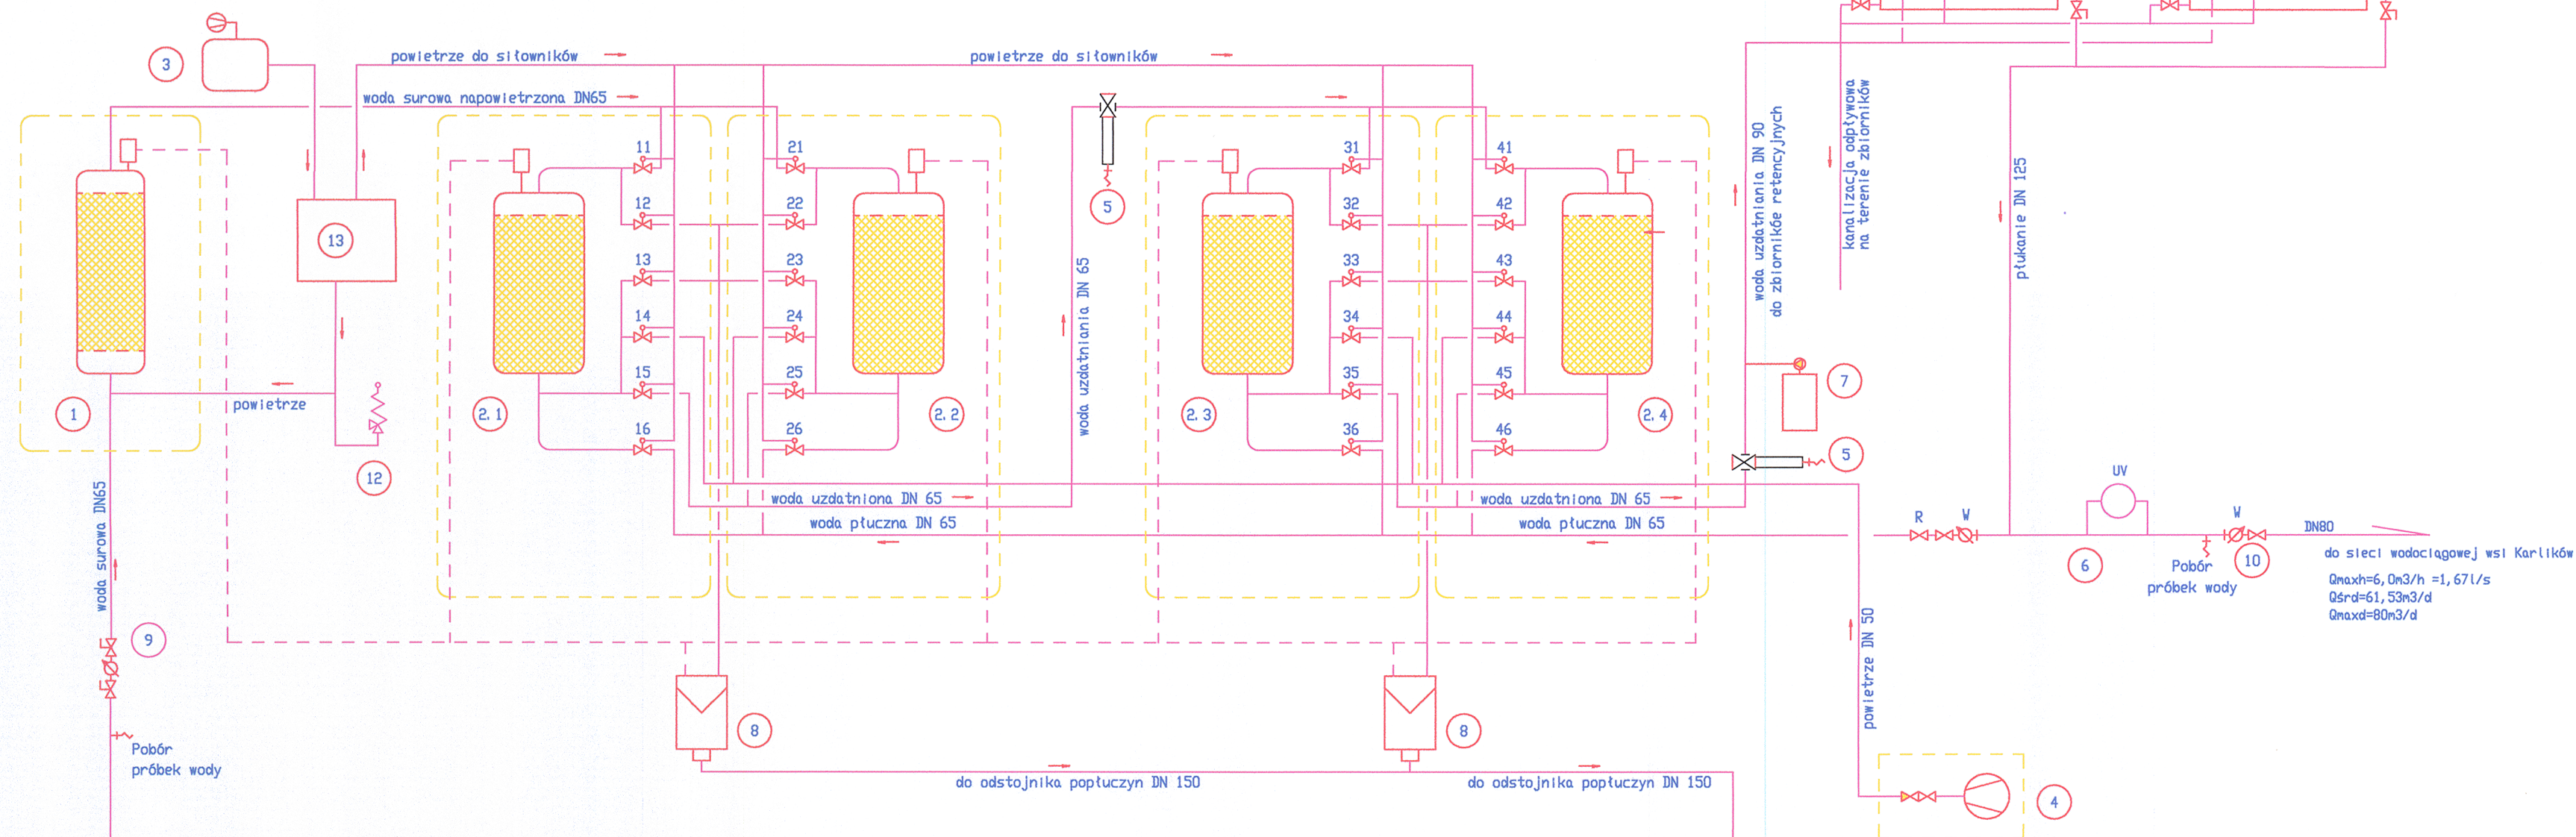 3
powietrze do siłowników
powietrze do siłowników
woda surowa napowietrzona DN65
13
1
powietrze
12
woda surowa DN65
9
Pobór
próbek wody
11
12
13
14
15
16
2.1
21
22
23
24
25
26
2.2
5
woda uzdatniania DN 65
31
32
33
34
35
36
2.3
41
42
43
44
45
46
2.4
woda uzdatniona DN 65
woda płuczna DN 65
woda uzdatniona DN 65
woda płuczna DN 65
8
8
do odstojnika popłuczyn DN 150
do odstojnika popłuczyn DN 150
woda uzdatniania DN 90
do zbiorników retencyjnych
kanalizacja odpływowa
na terenie zbiorników
płukanie DN 125
7
5
powietrze DN 50
4
R
W
UV
6
Pobór
próbek wody
W
10
DN80
do sieci wodociągowej wsi Karlików
Qmaxh=6,0m3/h =1,67l/s
Qśrd=61,53m3/d
Qmaxd=80m3/d